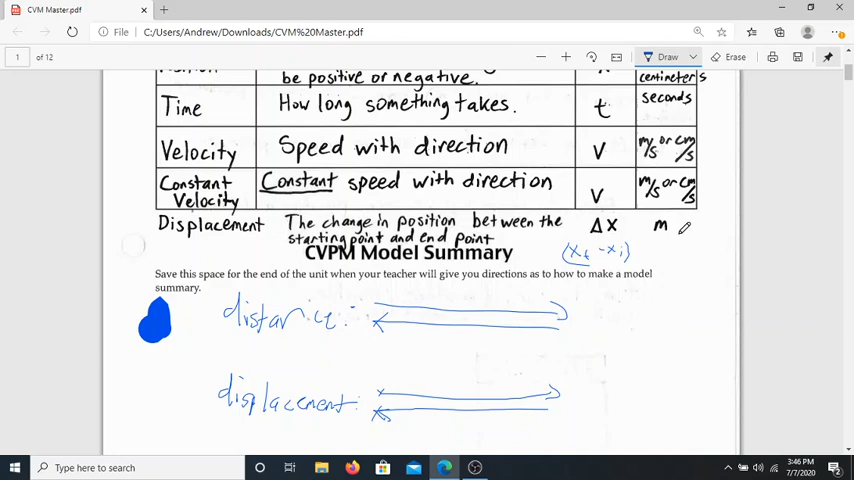 CVM Master.pdf
C:/Users/Andrew/Downloads/CVM%20Master.pdf
1 of 12
Draw
Erase
be positive or negative.
centimeters
Time How long something takes. t seconds
Velocity Speed with direction V m/s or cm/s
Constant Velocity Constant speed with direction V m/s or cm/s
Displacement The change in position between the Δx m
starting point and end point (xf - xi)
CVPM Model Summary
Save this space for the end of the unit when your teacher will give you directions as to how to make a model
summary.
distance:
displacement:
Type here to search
3:46 PM
7/7/2020
2